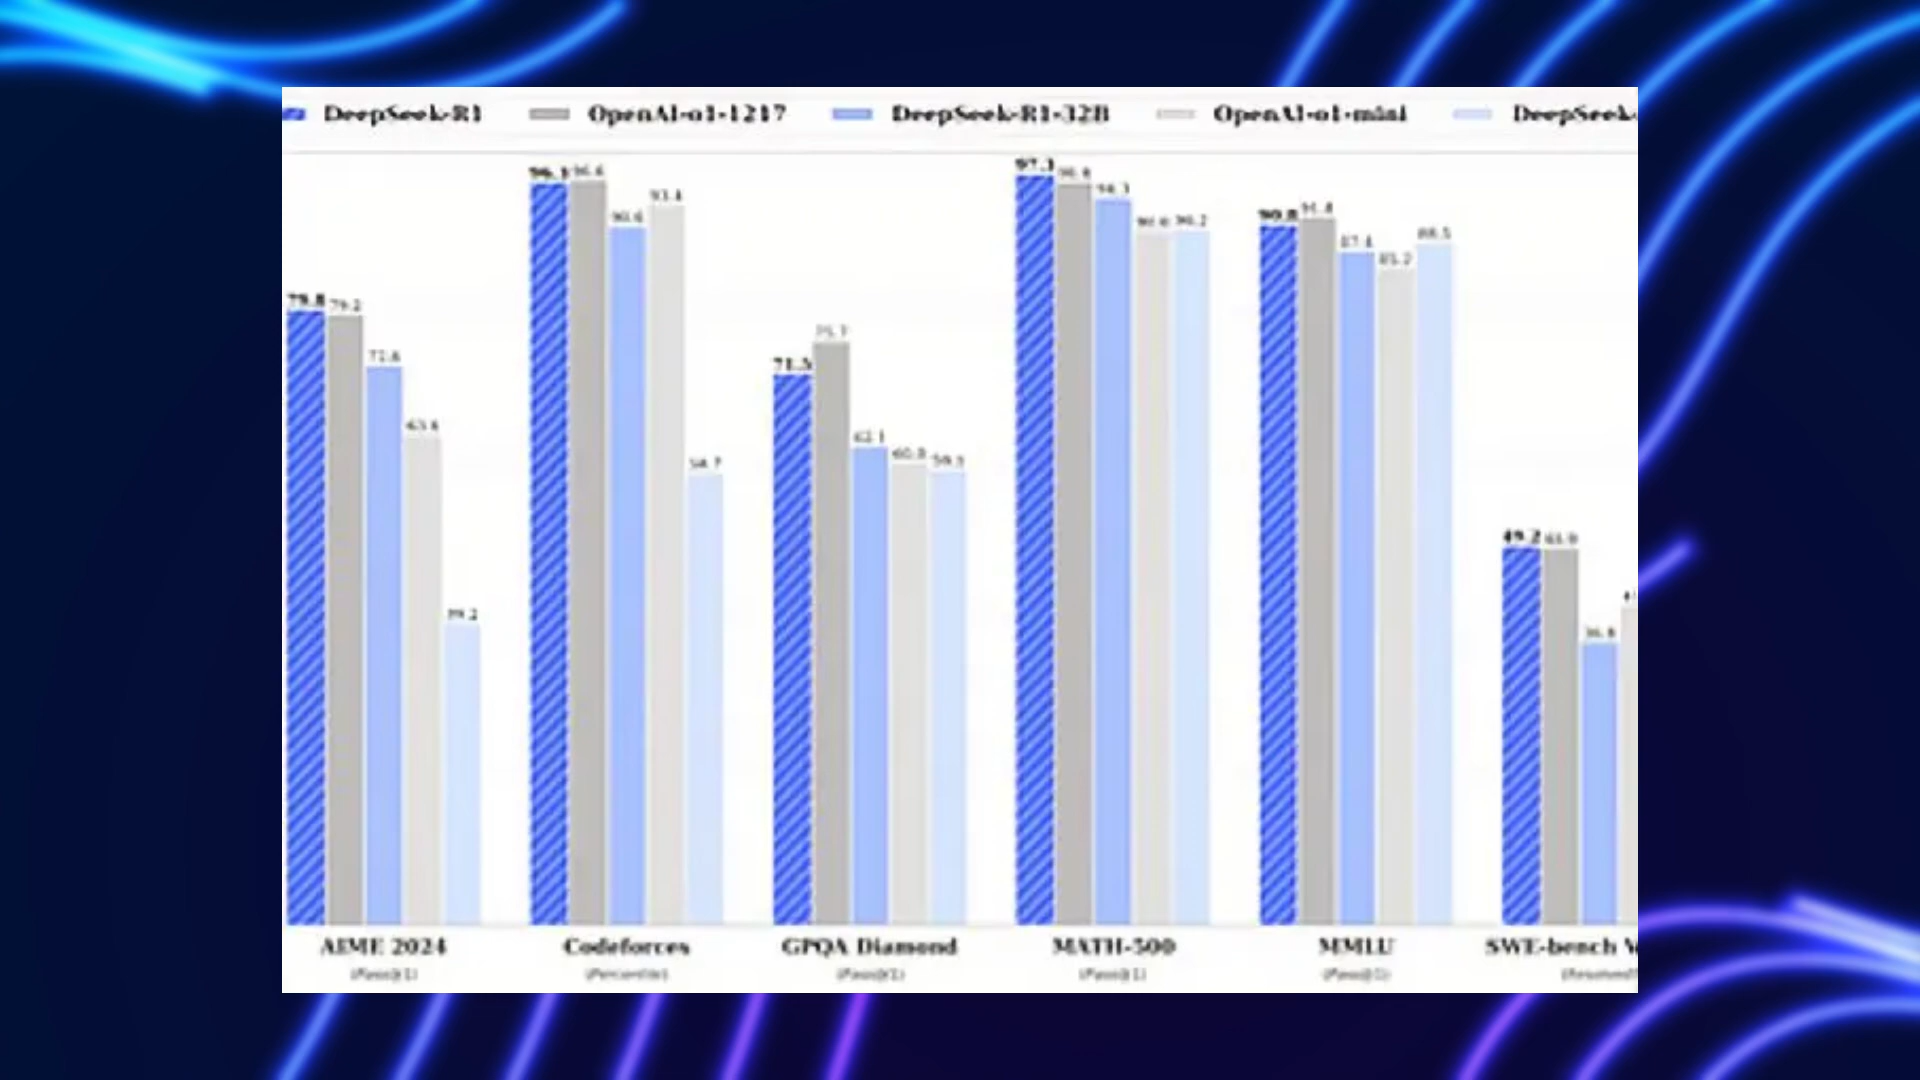 DeepSeek-R1 OpenAI-o1-1217 DeepSeek-R1-32B OpenAI-o1-mini DeepSeek-
79.8 79.2 72.6 63.6 39.2
96.3 96.6 90.6 93.4 58.7
71.5 75.7 62.1 60.0 59.1
97.3 96.4 94.3 90.0 90.2
90.8 91.8 87.4 85.2 88.5
49.2 48.9 36.8
AIME 2024 Codeforces GPQA Diamond MATH-500 MMLU SWE-bench V
(Pass@1) (Percentile) (Pass@1) (Pass@1) (Pass@1)